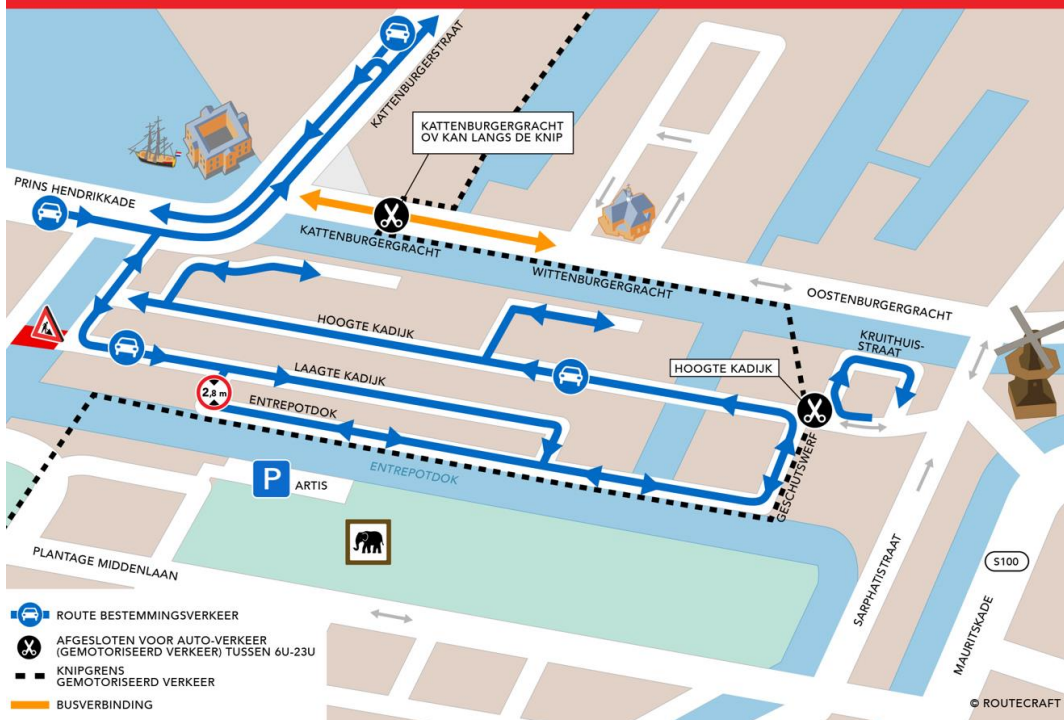 KATTENBURGERSTRAAT
KATTENBURGERGRACHT
OV KAN LANGS DE KNIP
PRINS HENDRIKKADE
KATTENBURGERGRACHT
WITTENBURGERGRACHT
OOSTENBURGERGRACHT
KRUITHUIS-
STRAAT
HOOGTE KADIJK
HOOGTE KADIJK
LAAGTE KADIJK
2,8 m
ENTREPOTDOK
ENTREPOTDOK
GESCHUTSWERF
P
ARTIS
PLANTAGE MIDDENLAAN
SARPHATISTRAAT
S100
MAURITSKADE
ROUTE BESTEMMINGSVERKEER
AFGESLOTEN VOOR AUTO-VERKEER
(GEMOTORISEERD VERKEER) TUSSEN 6U-23U
KNIPGRENS
GEMOTORISEERD VERKEER
BUSVERBINDING
© ROUTECRAFT